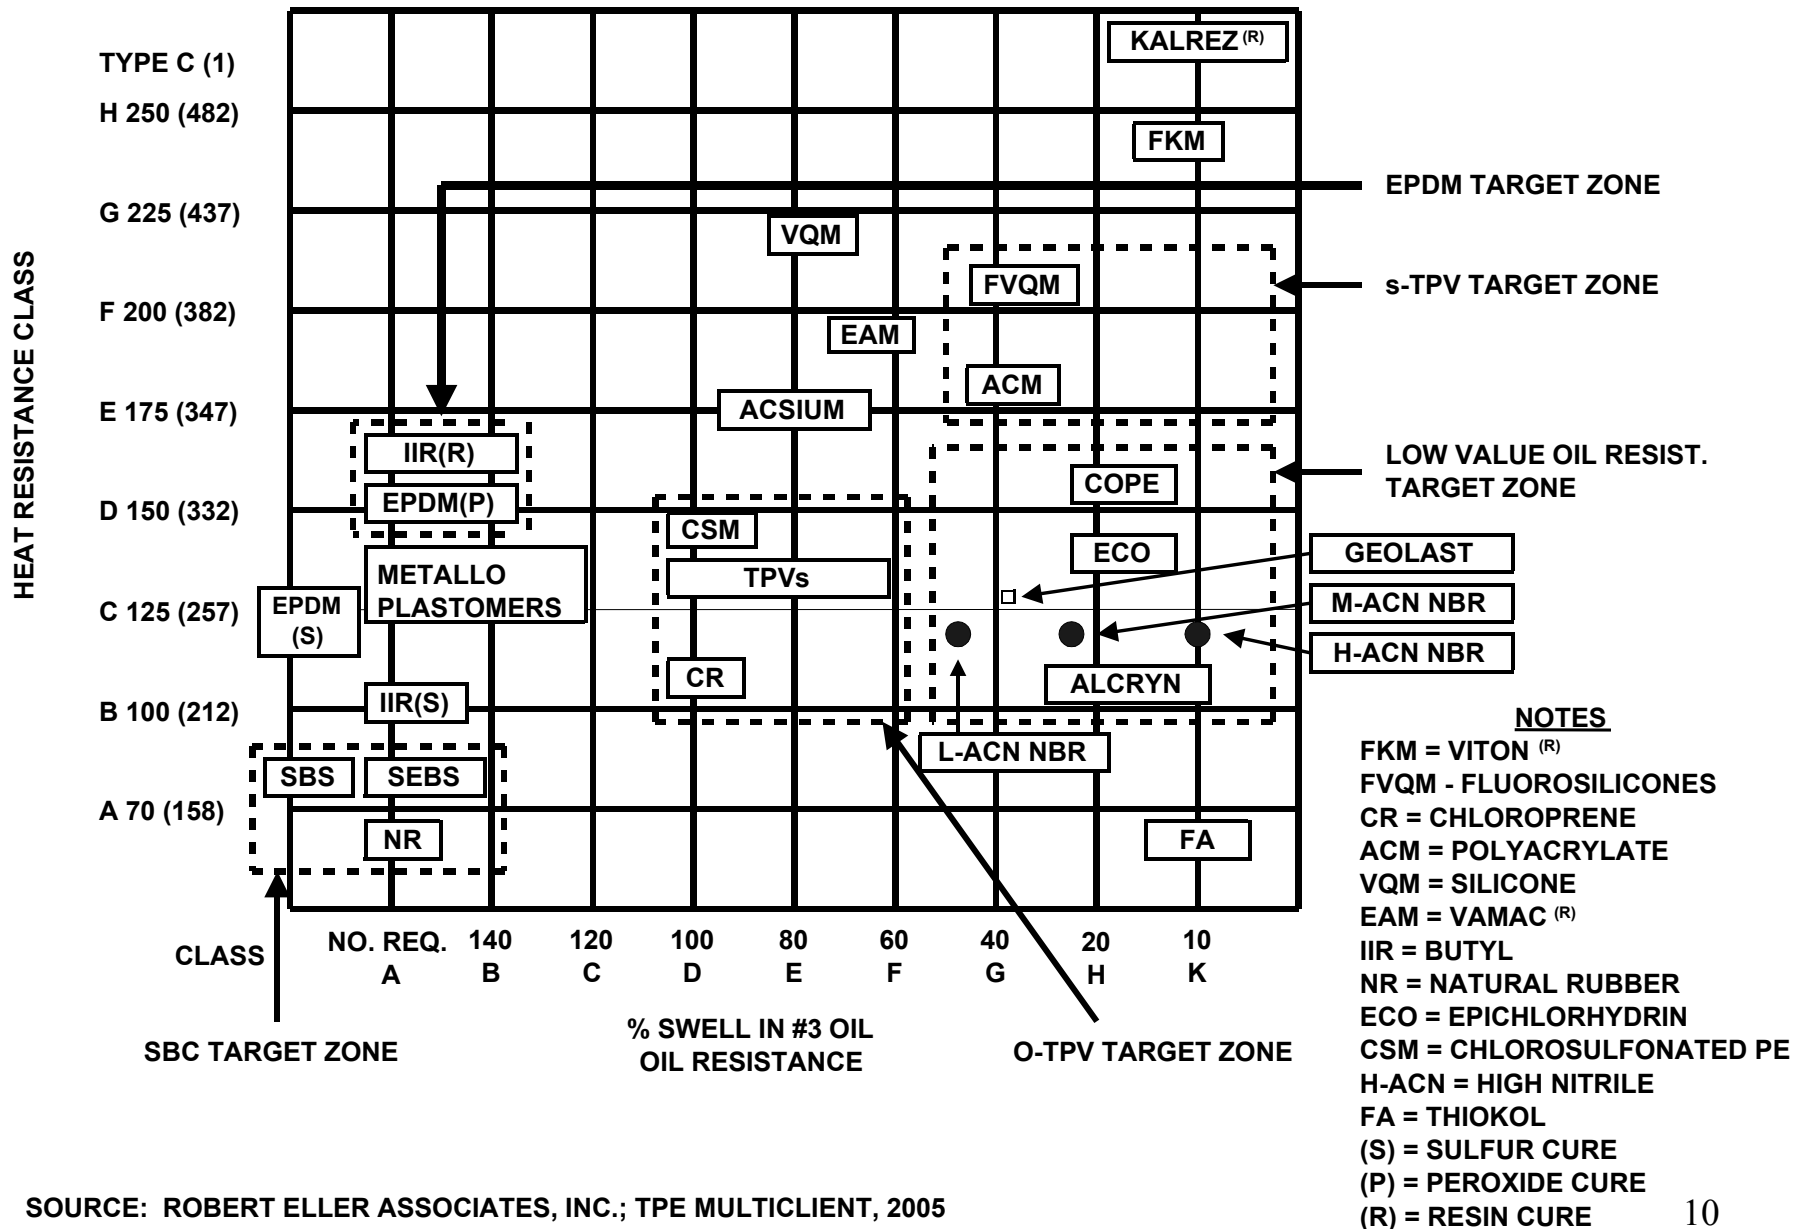 KALREZ (R)
TYPE C (1)
H 250 (482)
FKM
EPDM TARGET ZONE
G 225 (437)
VQM
FVQM
s-TPV TARGET ZONE
F 200 (382)
EAM
ACM
HEAT RESISTANCE CLASS
E 175 (347)
ACSIUM
IIR(R)
LOW VALUE OIL RESIST.
TARGET ZONE
COPE
EPDM(P)
D 150 (332)
CSM
ECO
GEOLAST
METALLO
PLASTOMERS
TPVs
C 125 (257)
EPDM
(S)
M-ACN NBR
H-ACN NBR
CR
ALCRYN
IIR(S)
B 100 (212)
L-ACN NBR
SBS
SEBS
A 70 (158)
NR
FA
CLASS
NO. REQ. 140 120 100 80 60 40 20 10
A B C D E F G H K
% SWELL IN #3 OIL
OIL RESISTANCE
SBC TARGET ZONE
O-TPV TARGET ZONE
NOTES
FKM = VITON (R)
FVQM - FLUOROSILICONES
CR = CHLOROPRENE
ACM = POLYACRYLATE
VQM = SILICONE
EAM = VAMAC (R)
IIR = BUTYL
NR = NATURAL RUBBER
ECO = EPICHLORHYDRIN
CSM = CHLOROSULFONATED PE
H-ACN = HIGH NITRILE
FA = THIOKOL
(S) = SULFUR CURE
(P) = PEROXIDE CURE
(R) = RESIN CURE
SOURCE: ROBERT ELLER ASSOCIATES, INC.; TPE MULTICLIENT, 2005
10